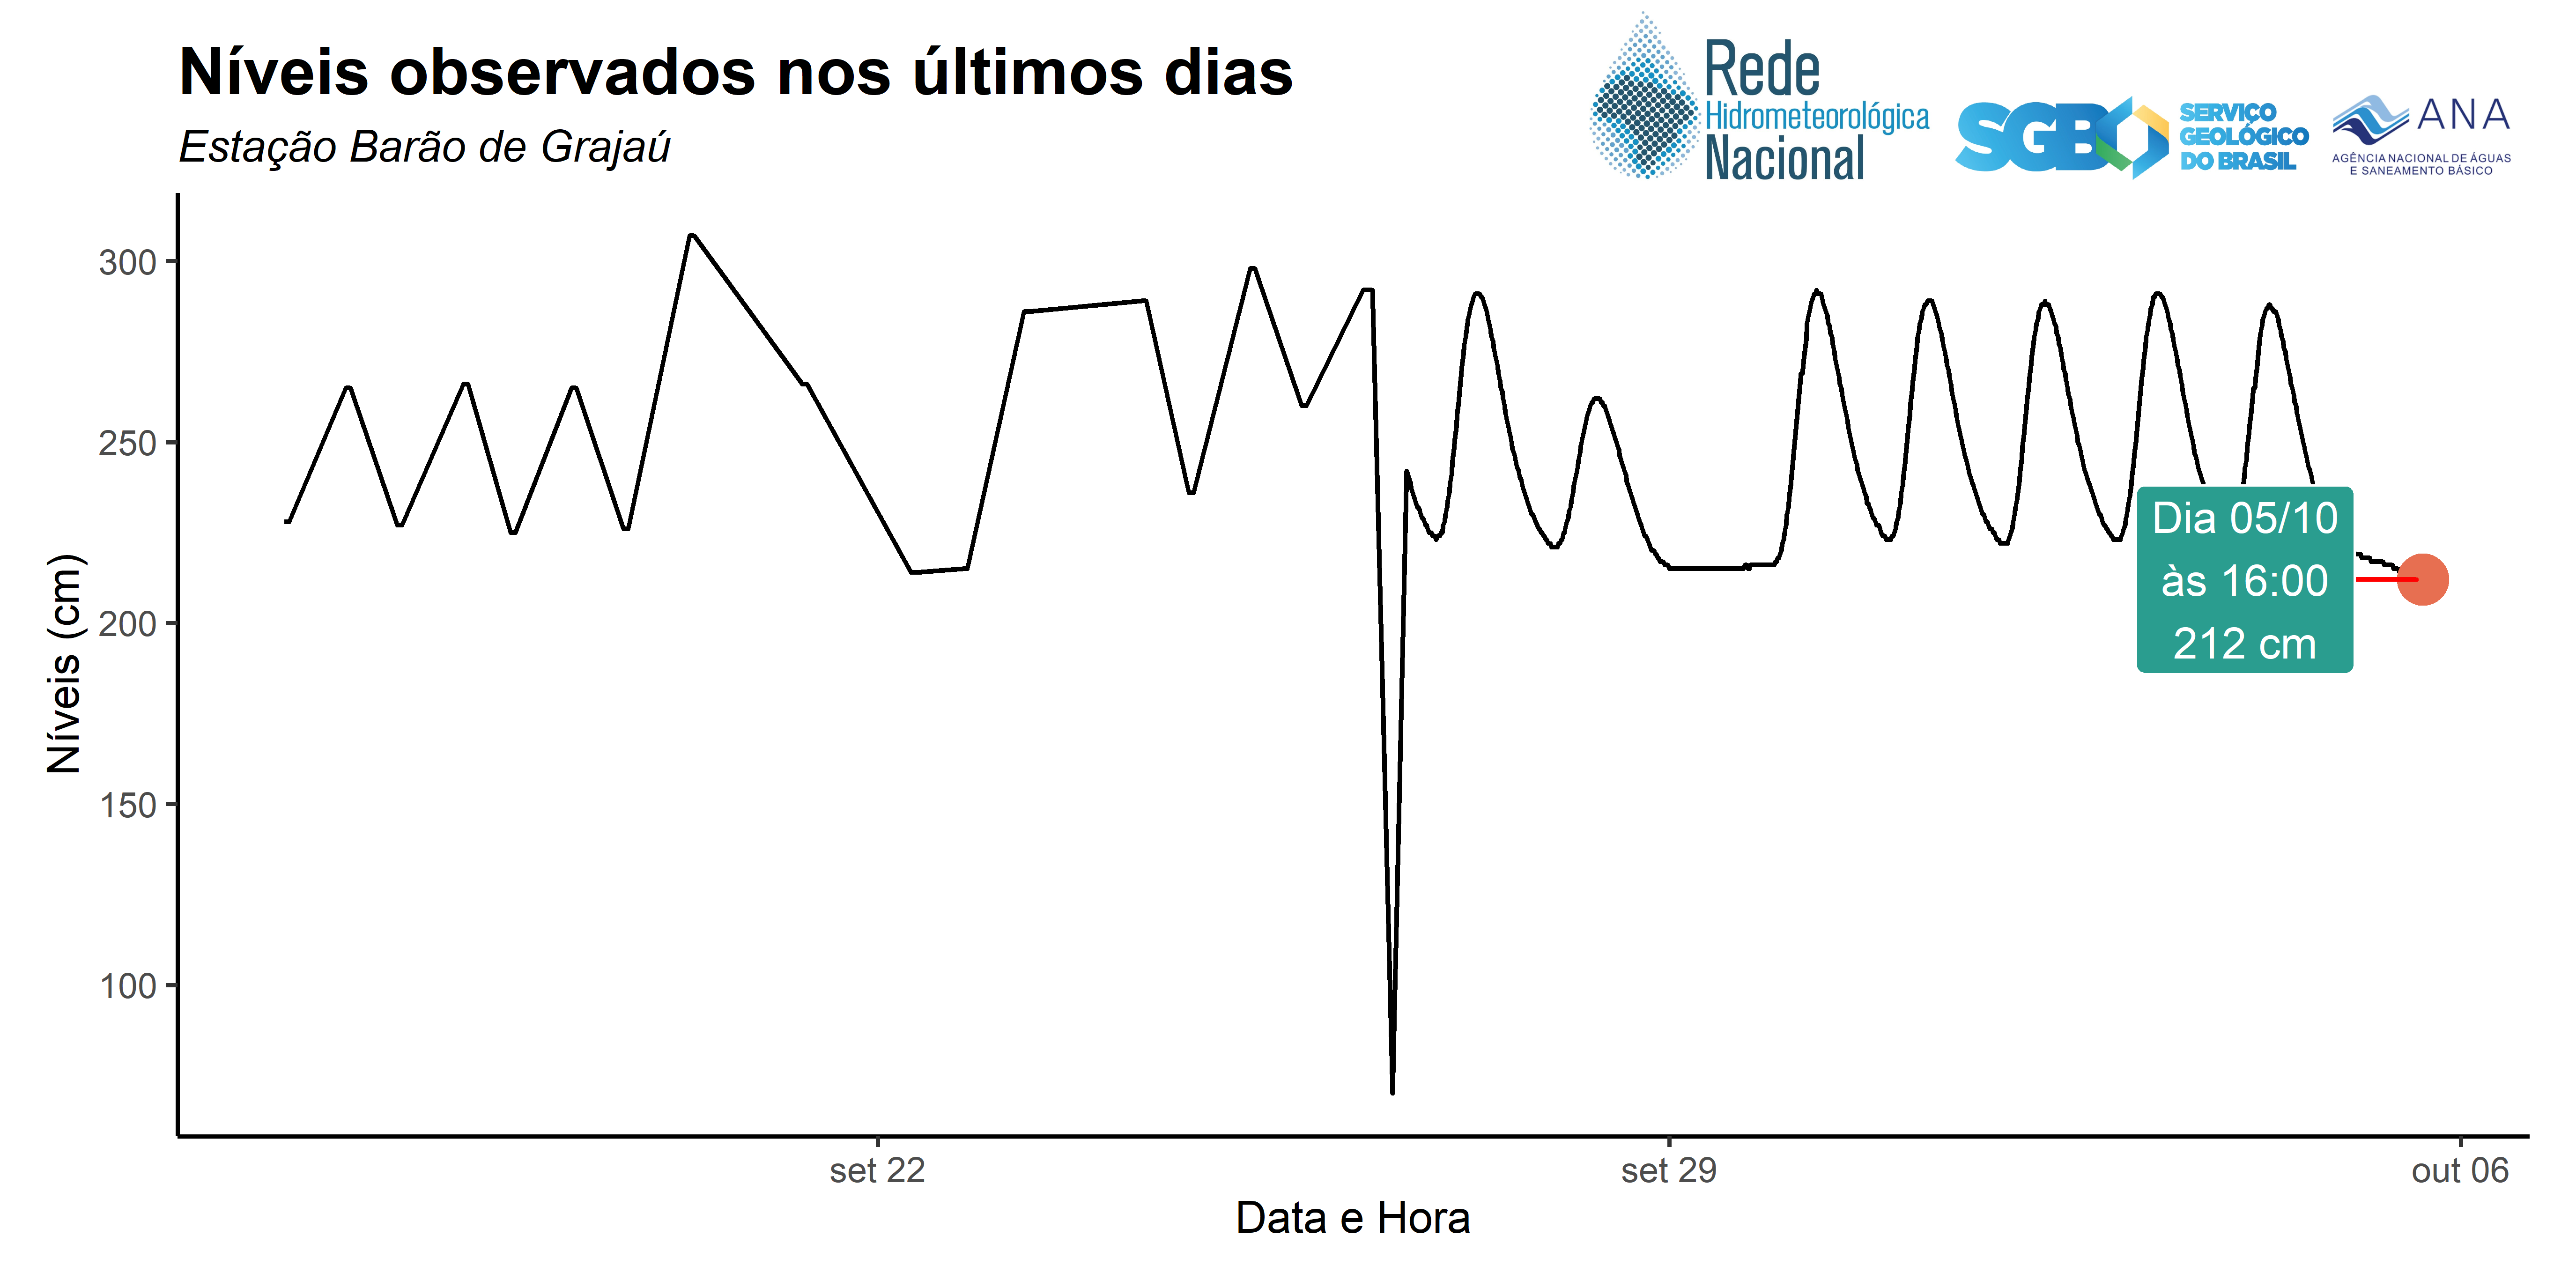 Níveis observados nos últimos dias
Estação Barão de Grajaú
Rede
Hidrometeorológica
Nacional
SGB
SERVIÇO
GEOLÓGICO
DO BRASIL
ANA
AGÊNCIA NACIONAL DE ÁGUAS
E SANEAMENTO BÁSICO
Níveis (cm)
300
250
200
150
100
Dia 05/10
às 16:00
212 cm
set 22
set 29
out 06
Data e Hora